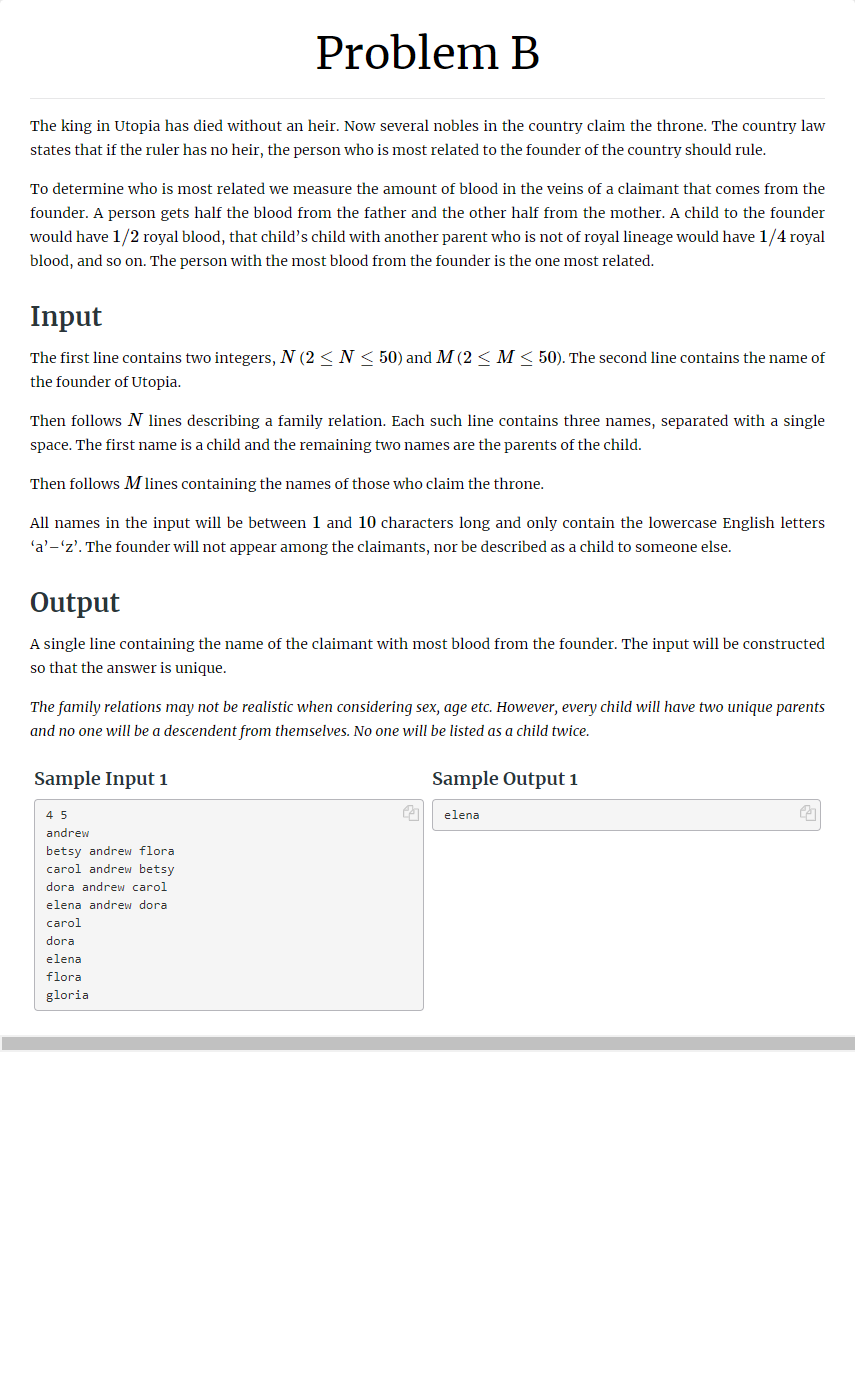 Problem B
The king in Utopia has died without an heir. Now several nobles in the country claim the throne. The country law
states that if the ruler has no heir, the person who is most related to the founder of the country should rule.
To determine who is most related we measure the amount of blood in the veins of a claimant that comes from the
founder. A person gets half the blood from the father and the other half from the mother. A child to the founder
would have 1/2 royal blood, that child’s child with another parent who is not of royal lineage would have 1/4 royal
blood, and so on. The person with the most blood from the founder is the one most related.
Input
The first line contains two integers, N (2 ≤ N ≤ 50) and M (2 ≤ M ≤ 50). The second line contains the name of
the founder of Utopia.
Then follows N lines describing a family relation. Each such line contains three names, separated with a single
space. The first name is a child and the remaining two names are the parents of the child.
Then follows M lines containing the names of those who claim the throne.
All names in the input will be between 1 and 10 characters long and only contain the lowercase English letters
‘a’–‘z’. The founder will not appear among the claimants, nor be described as a child to someone else.
Output
A single line containing the name of the claimant with most blood from the founder. The input will be constructed
so that the answer is unique.
The family relations may not be realistic when considering sex, age etc. However, every child will have two unique parents
and no one will be a descendent from themselves. No one will be listed as a child twice.
Sample Input 1
4 5
andrew
betsy andrew flora
carol andrew betsy
dora andrew carol
elena andrew dora
carol
dora
elena
flora
gloria
Sample Output 1
elena